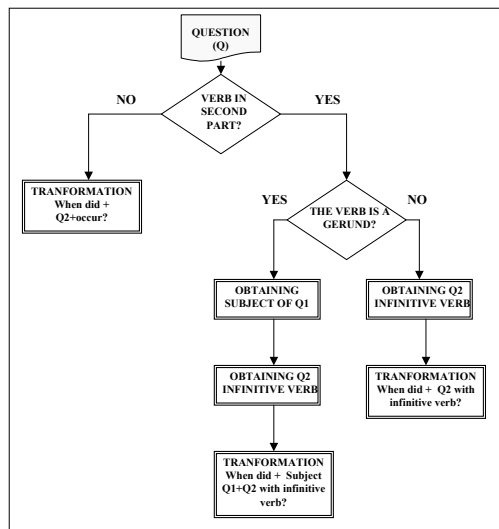 QUESTION
(Q)
NO
VERB IN
SECOND
PART?
YES
TRANFORMATION
When did +
Q2+occur?
YES
THE VERB IS A
GERUND?
NO
OBTAINING
SUBJECT OF Q1
OBTAINING Q2
INFINITIVE VERB
OBTAINING Q2
INFINITIVE VERB
TRANFORMATION
When did + Q2 with
infinitive verb?
TRANFORMATION
When did + Subject
Q1+Q2 with infinitive
verb?